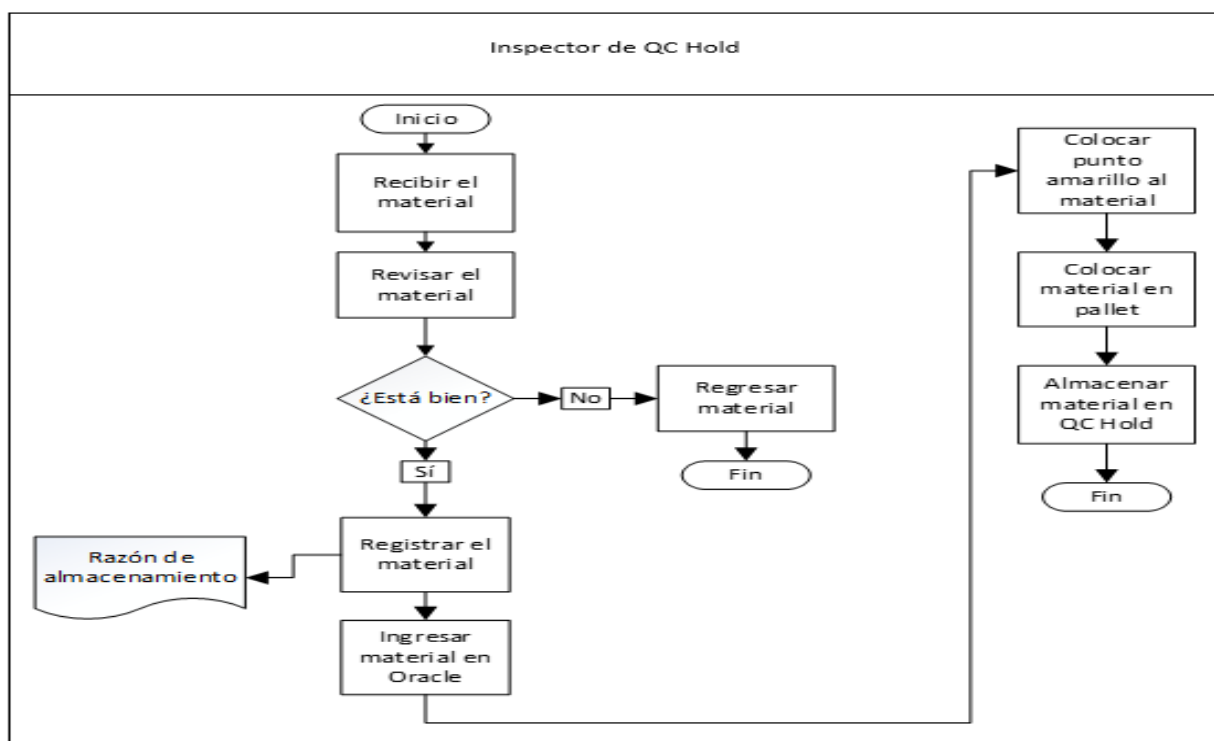 Inspector de QC Hold
Inicio
Recibir el
material
Revisar el
material
¿Está bien?
No
Regresar
material
Fin
Sí
Registrar el
material
Razón de
almacenamiento
Ingresar
material en
Oracle
Colocar
punto
amarillo al
material
Colocar
material en
pallet
Almacenar
material en
QC Hold
Fin